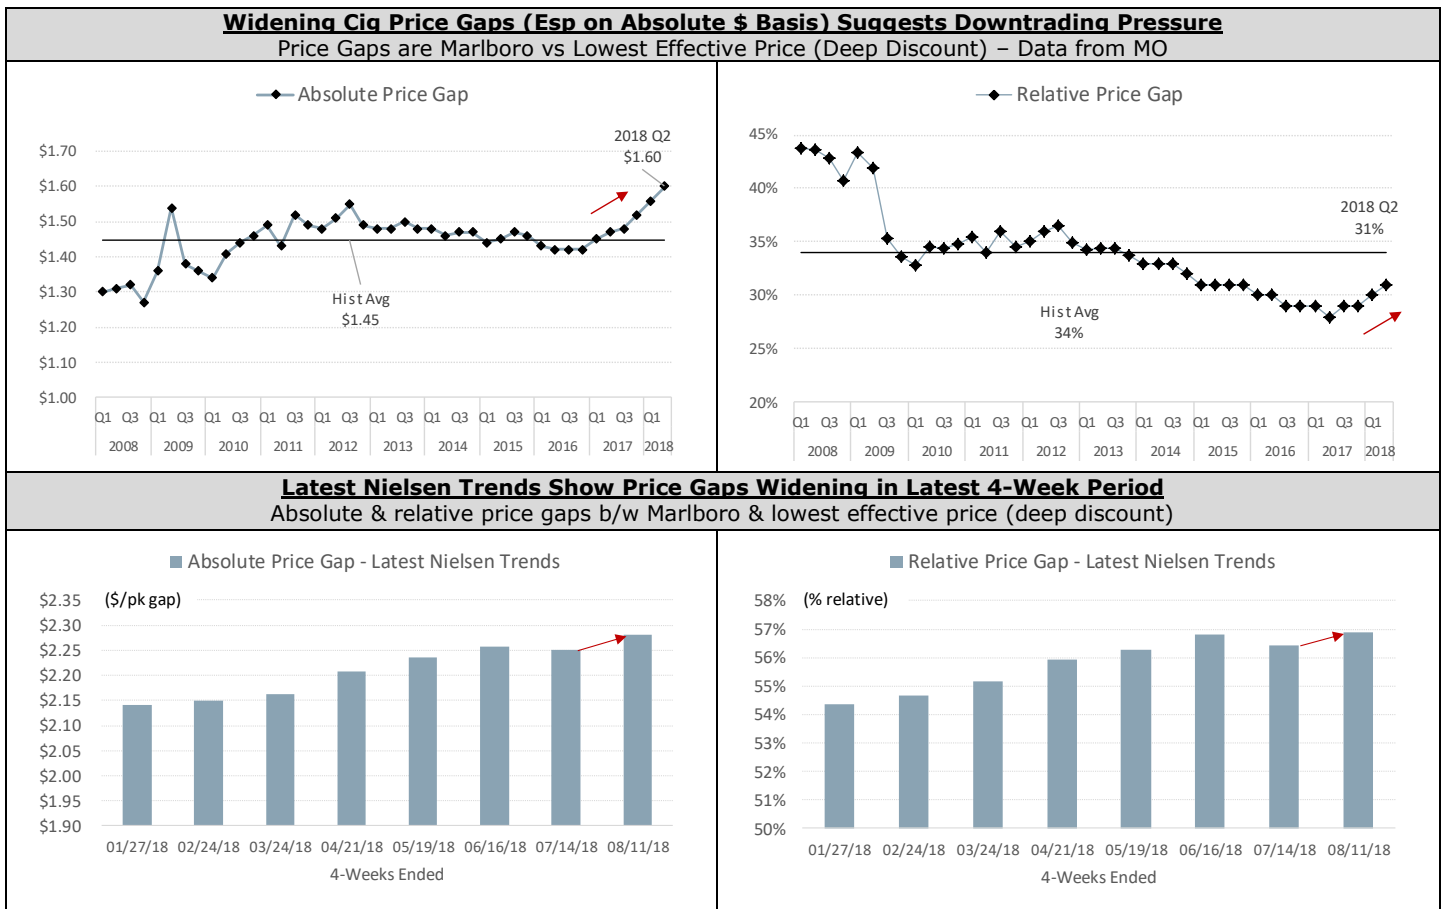 Widening Cig Price Gaps (Esp on Absolute $ Basis) Suggests Downtrading Pressure
Price Gaps are Marlboro vs Lowest Effective Price (Deep Discount) – Data from MO
Absolute Price Gap
2018 Q2
$1.60
$1.70
$1.60
$1.50
$1.40
$1.30
$1.20
$1.10
$1.00
Hist Avg
$1.45
Q1 Q3 Q1 Q3 Q1 Q3 Q1 Q3 Q1 Q3 Q1 Q3 Q1 Q3 Q1 Q3 Q1 Q3 Q1 Q3 Q1
2008 2009 2010 2011 2012 2013 2014 2015 2016 2017 2018
Relative Price Gap
45%
40%
35%
30%
25%
20%
2018 Q2
31%
Hist Avg
34%
Q1 Q3 Q1 Q3 Q1 Q3 Q1 Q3 Q1 Q3 Q1 Q3 Q1 Q3 Q1 Q3 Q1 Q3 Q1 Q3 Q1
2008 2009 2010 2011 2012 2013 2014 2015 2016 2017 2018
Latest Nielsen Trends Show Price Gaps Widening in Latest 4-Week Period
Absolute & relative price gaps b/w Marlboro & lowest effective price (deep discount)
Absolute Price Gap - Latest Nielsen Trends
($/pk gap)
$2.35
$2.30
$2.25
$2.20
$2.15
$2.10
$2.05
$2.00
$1.95
$1.90
01/27/18 02/24/18 03/24/18 04/21/18 05/19/18 06/16/18 07/14/18 08/11/18
4-Weeks Ended
Relative Price Gap - Latest Nielsen Trends
(% relative)
58%
57%
56%
55%
54%
53%
52%
51%
50%
01/27/18 02/24/18 03/24/18 04/21/18 05/19/18 06/16/18 07/14/18 08/11/18
4-Weeks Ended